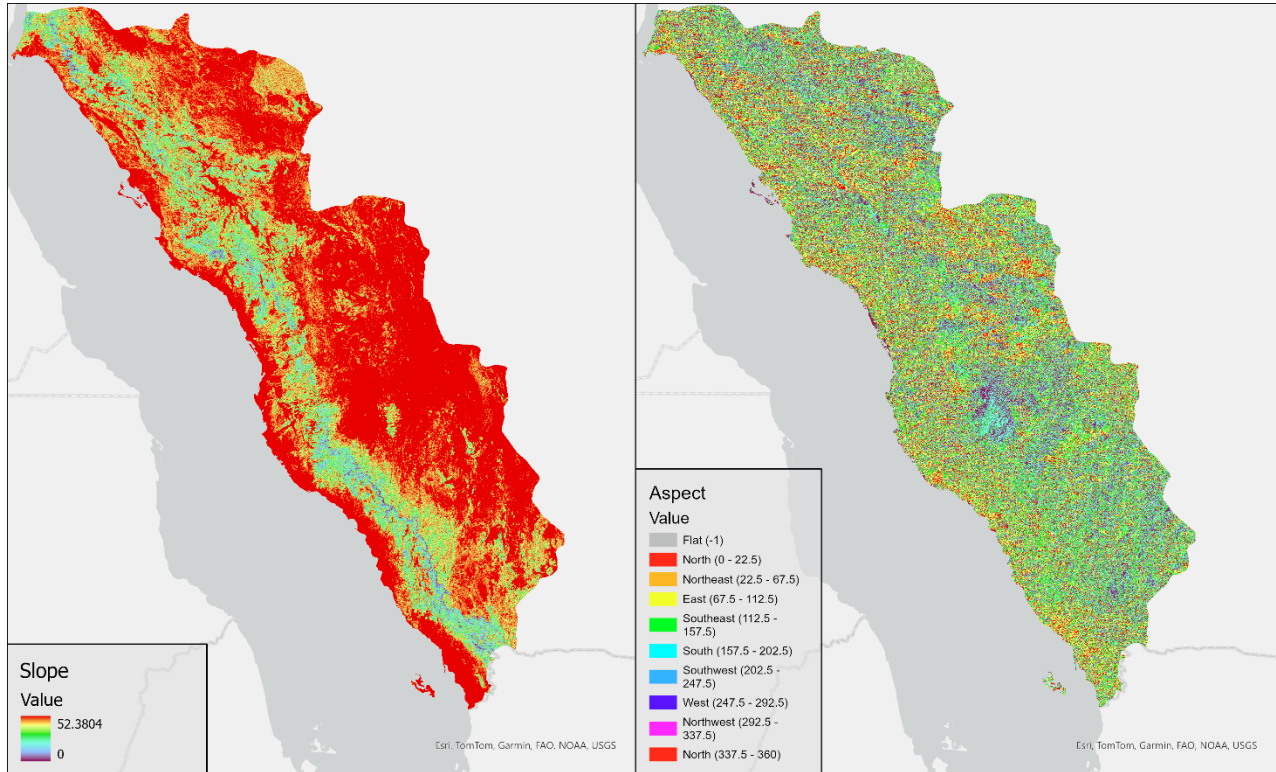 Slope
Value
52.3804
0
Esri, TomTom, Garmin, FAO, NOAA, USGS
Aspect
Value
Flat (-1)
North (0 - 22.5)
Northeast (22.5 - 67.5)
East (67.5 - 112.5)
Southeast (112.5 -
157.5)
South (157.5 - 202.5)
Southwest (202.5 -
247.5)
West (247.5 - 292.5)
Northwest (292.5 -
337.5)
North (337.5 - 360)
Esri, TomTom, Garmin, FAO, NOAA, USGS